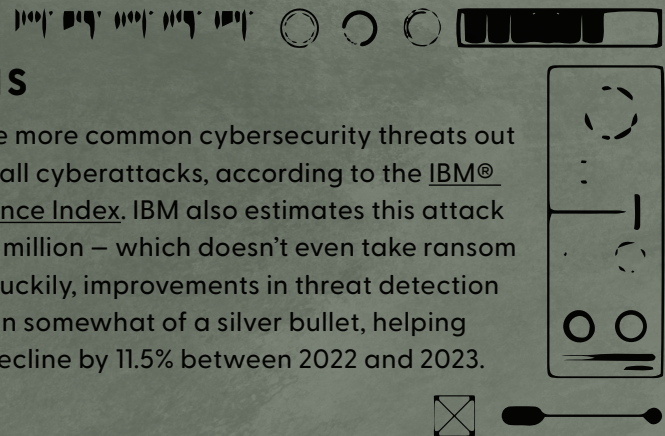 s
e more common cybersecurity threats out
all cyberattacks, according to the IBM®
nce Index. IBM also estimates this attack
million – which doesn't even take ransom
uckily, improvements in threat detection
n somewhat of a silver bullet, helping
ecline by 11.5% between 2022 and 2023.